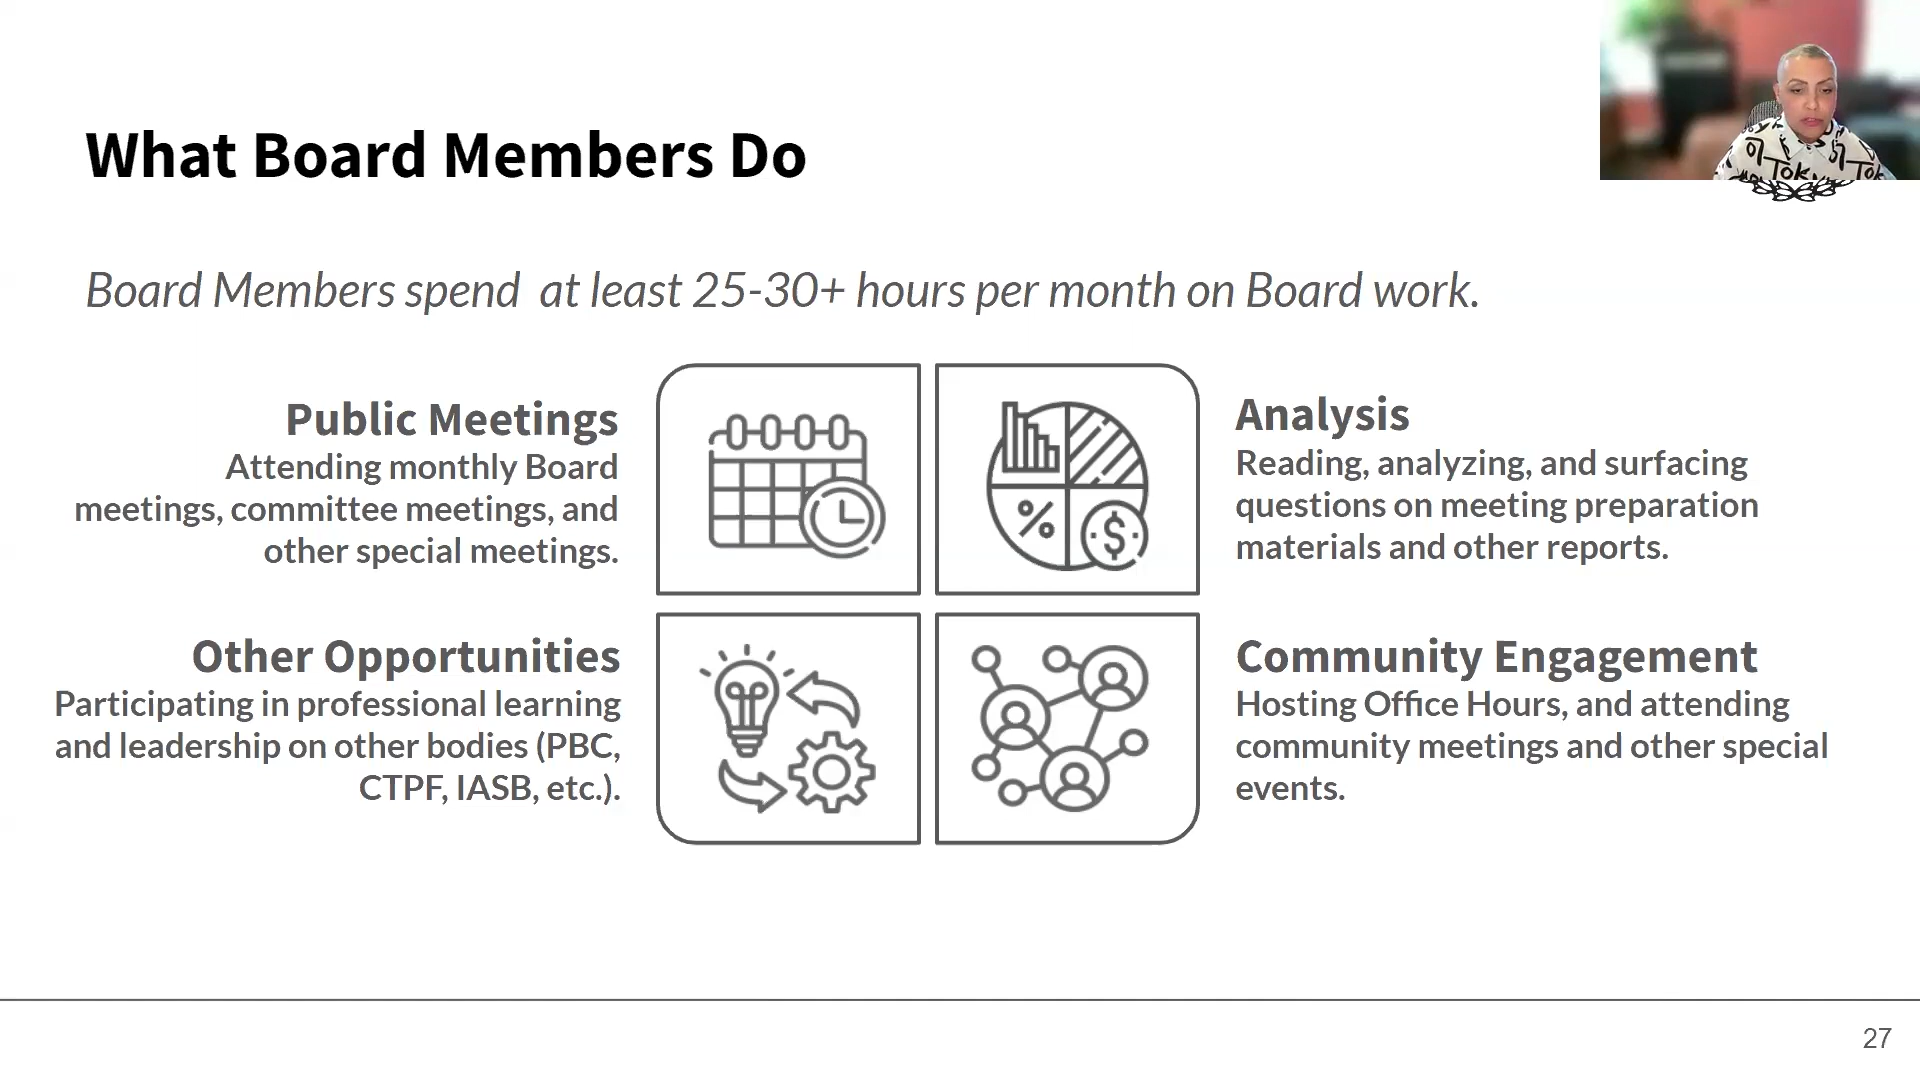 What Board Members Do
Board Members spend at least 25-30+ hours per month on Board work.
Public Meetings
Attending monthly Board
meetings, committee meetings, and
other special meetings.
%
$
Analysis
Reading, analyzing, and surfacing
questions on meeting preparation
materials and other reports.
Other Opportunities
Participating in professional learning
and leadership on other bodies (PBC,
CTPF, IASB, etc.).
Community Engagement
Hosting Office Hours, and attending
community meetings and other special
events.
27